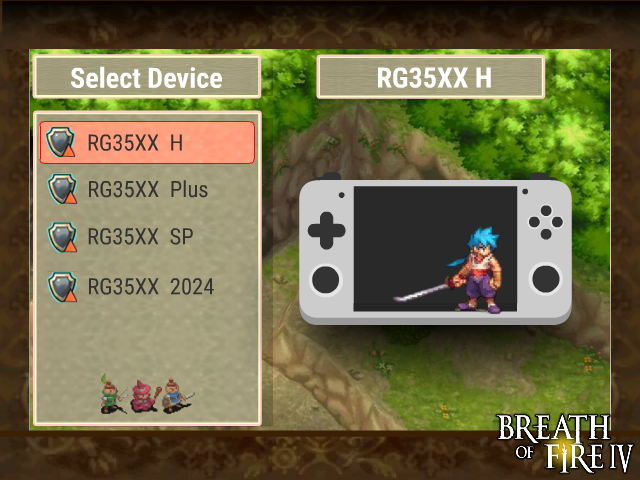 Select Device
RG35XX H
RG35XX H
RG35XX Plus
RG35XX SP
RG35XX 2024
BREATH
OF FIRE IV